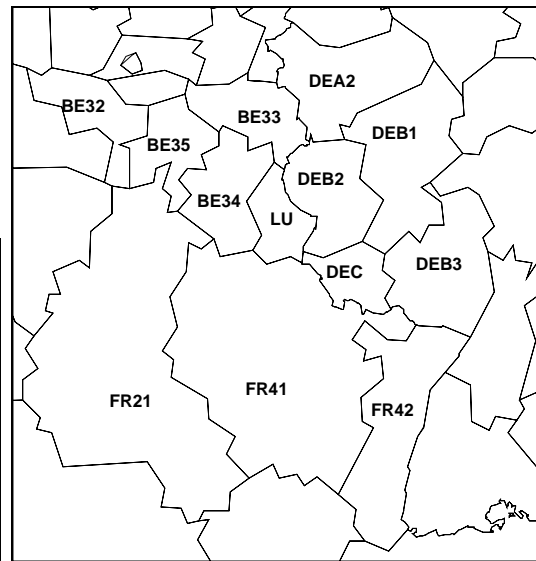 DEA2
BE32
BE33
DEB1
BE35
DEB2
BE34
LU
DEC
DEB3
FR21
FR41
FR42